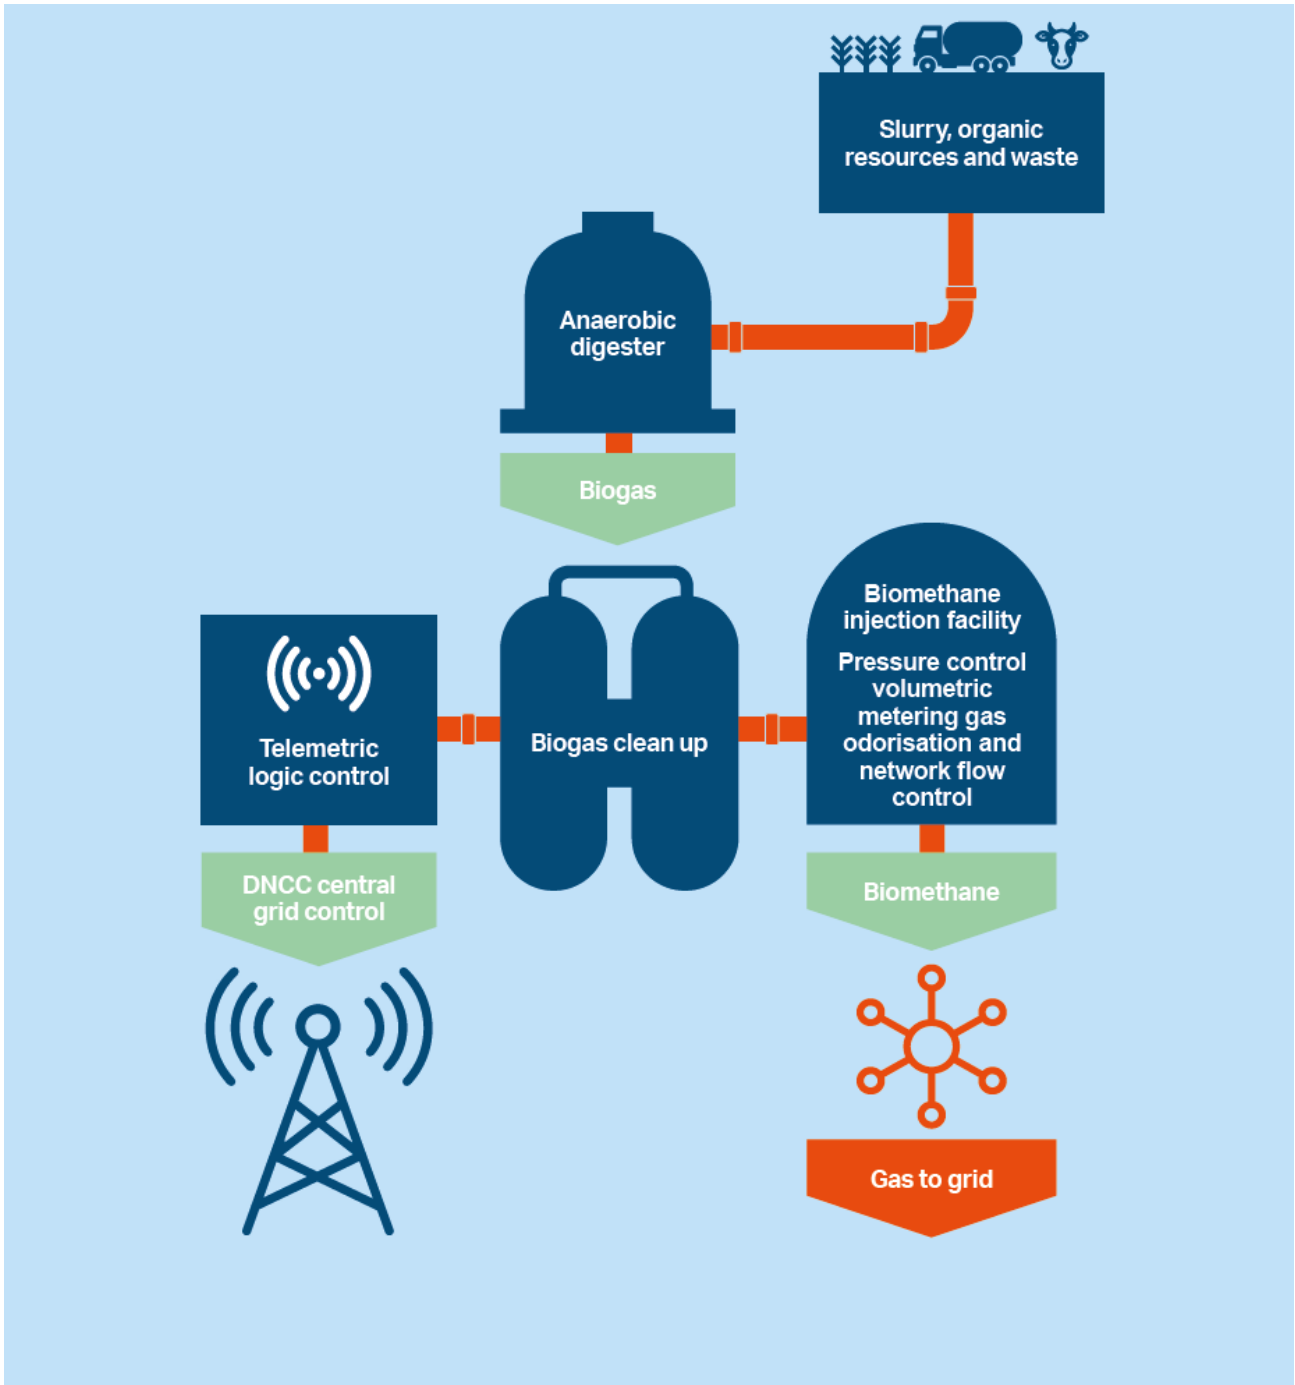 Slurry, organic
resources and waste
Anaerobic
digester
Biogas
Biomethane
injection facility
Pressure control
volumetric
metering gas
odorisation and
network flow
control
Telemetric
logic control
Biogas clean up
DNCC central
grid control
Biomethane
Gas to grid